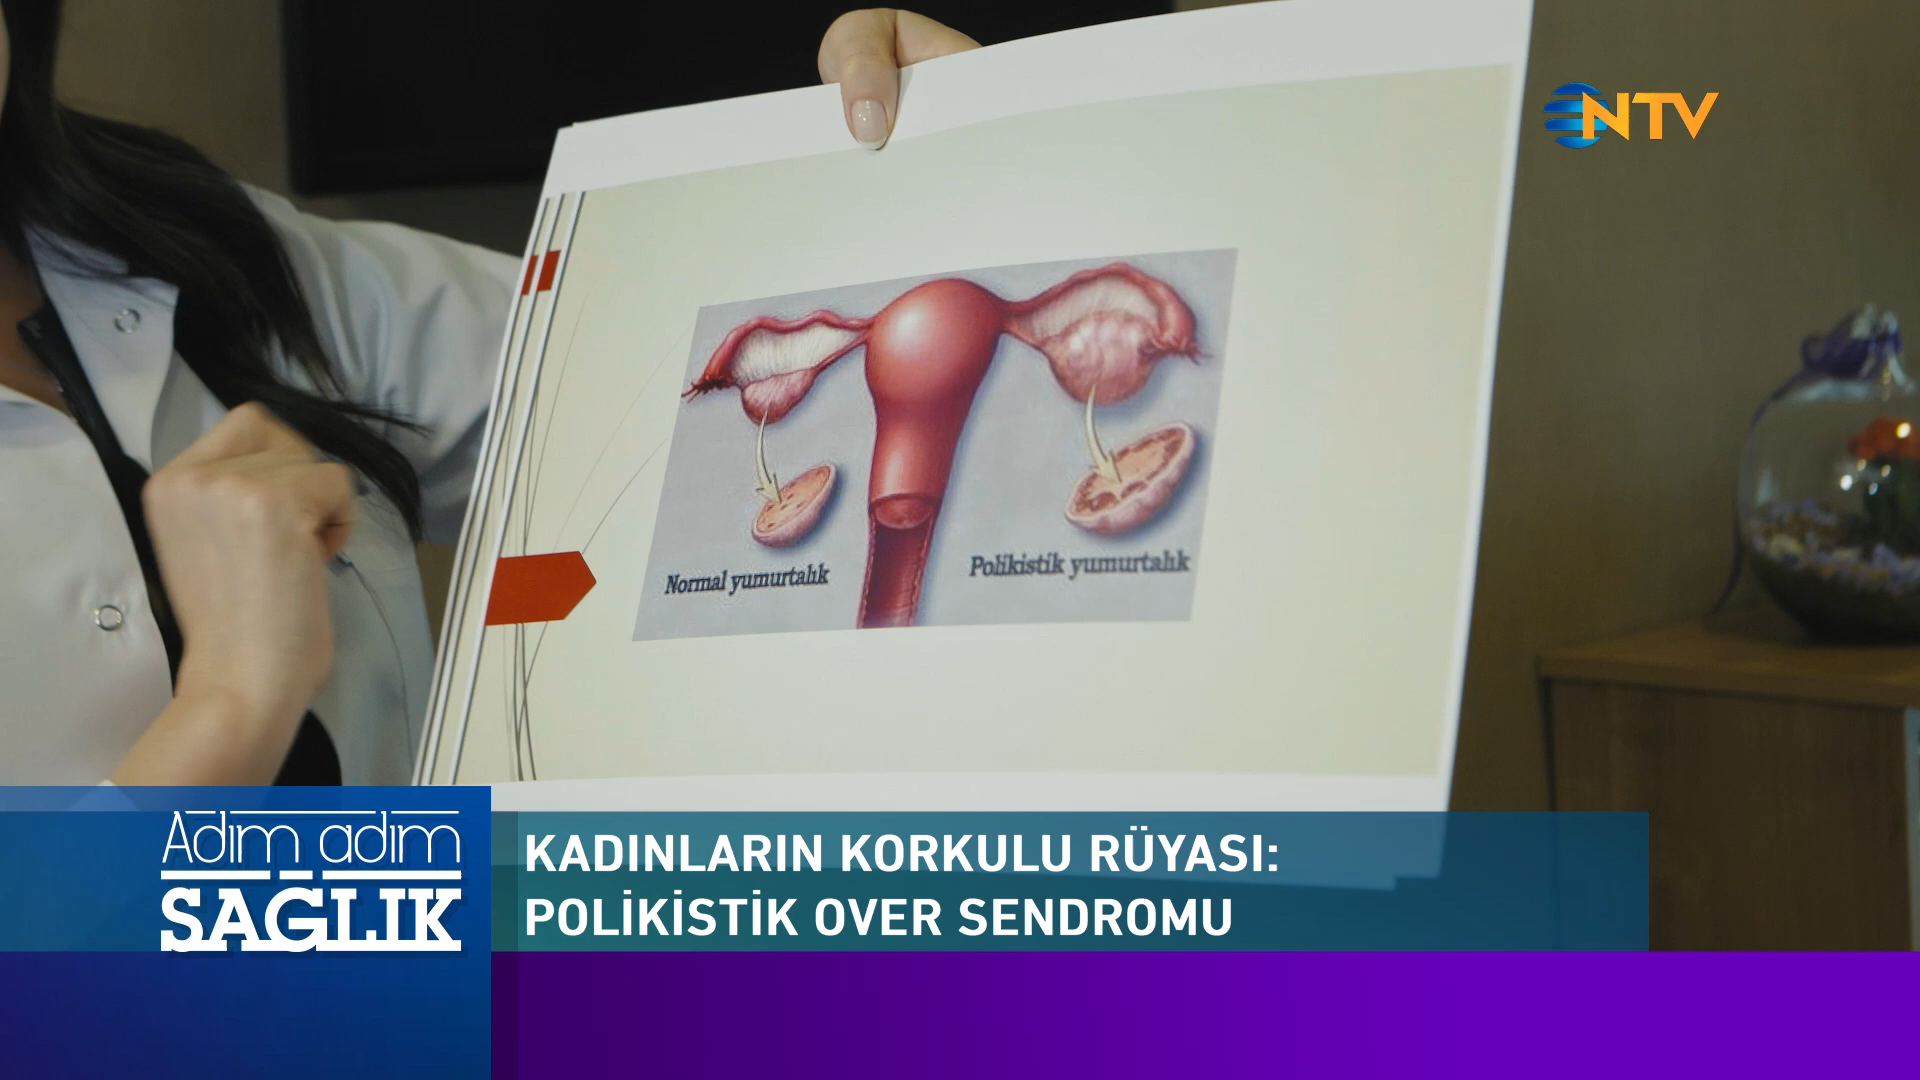 NTV
Normal yumurtalık
Polikistik yumurtalık
Adım adım
SAĞLIK
KADINLARIN KORKULU RÜYASI:
POLİKİSTİK OVER SENDROMU